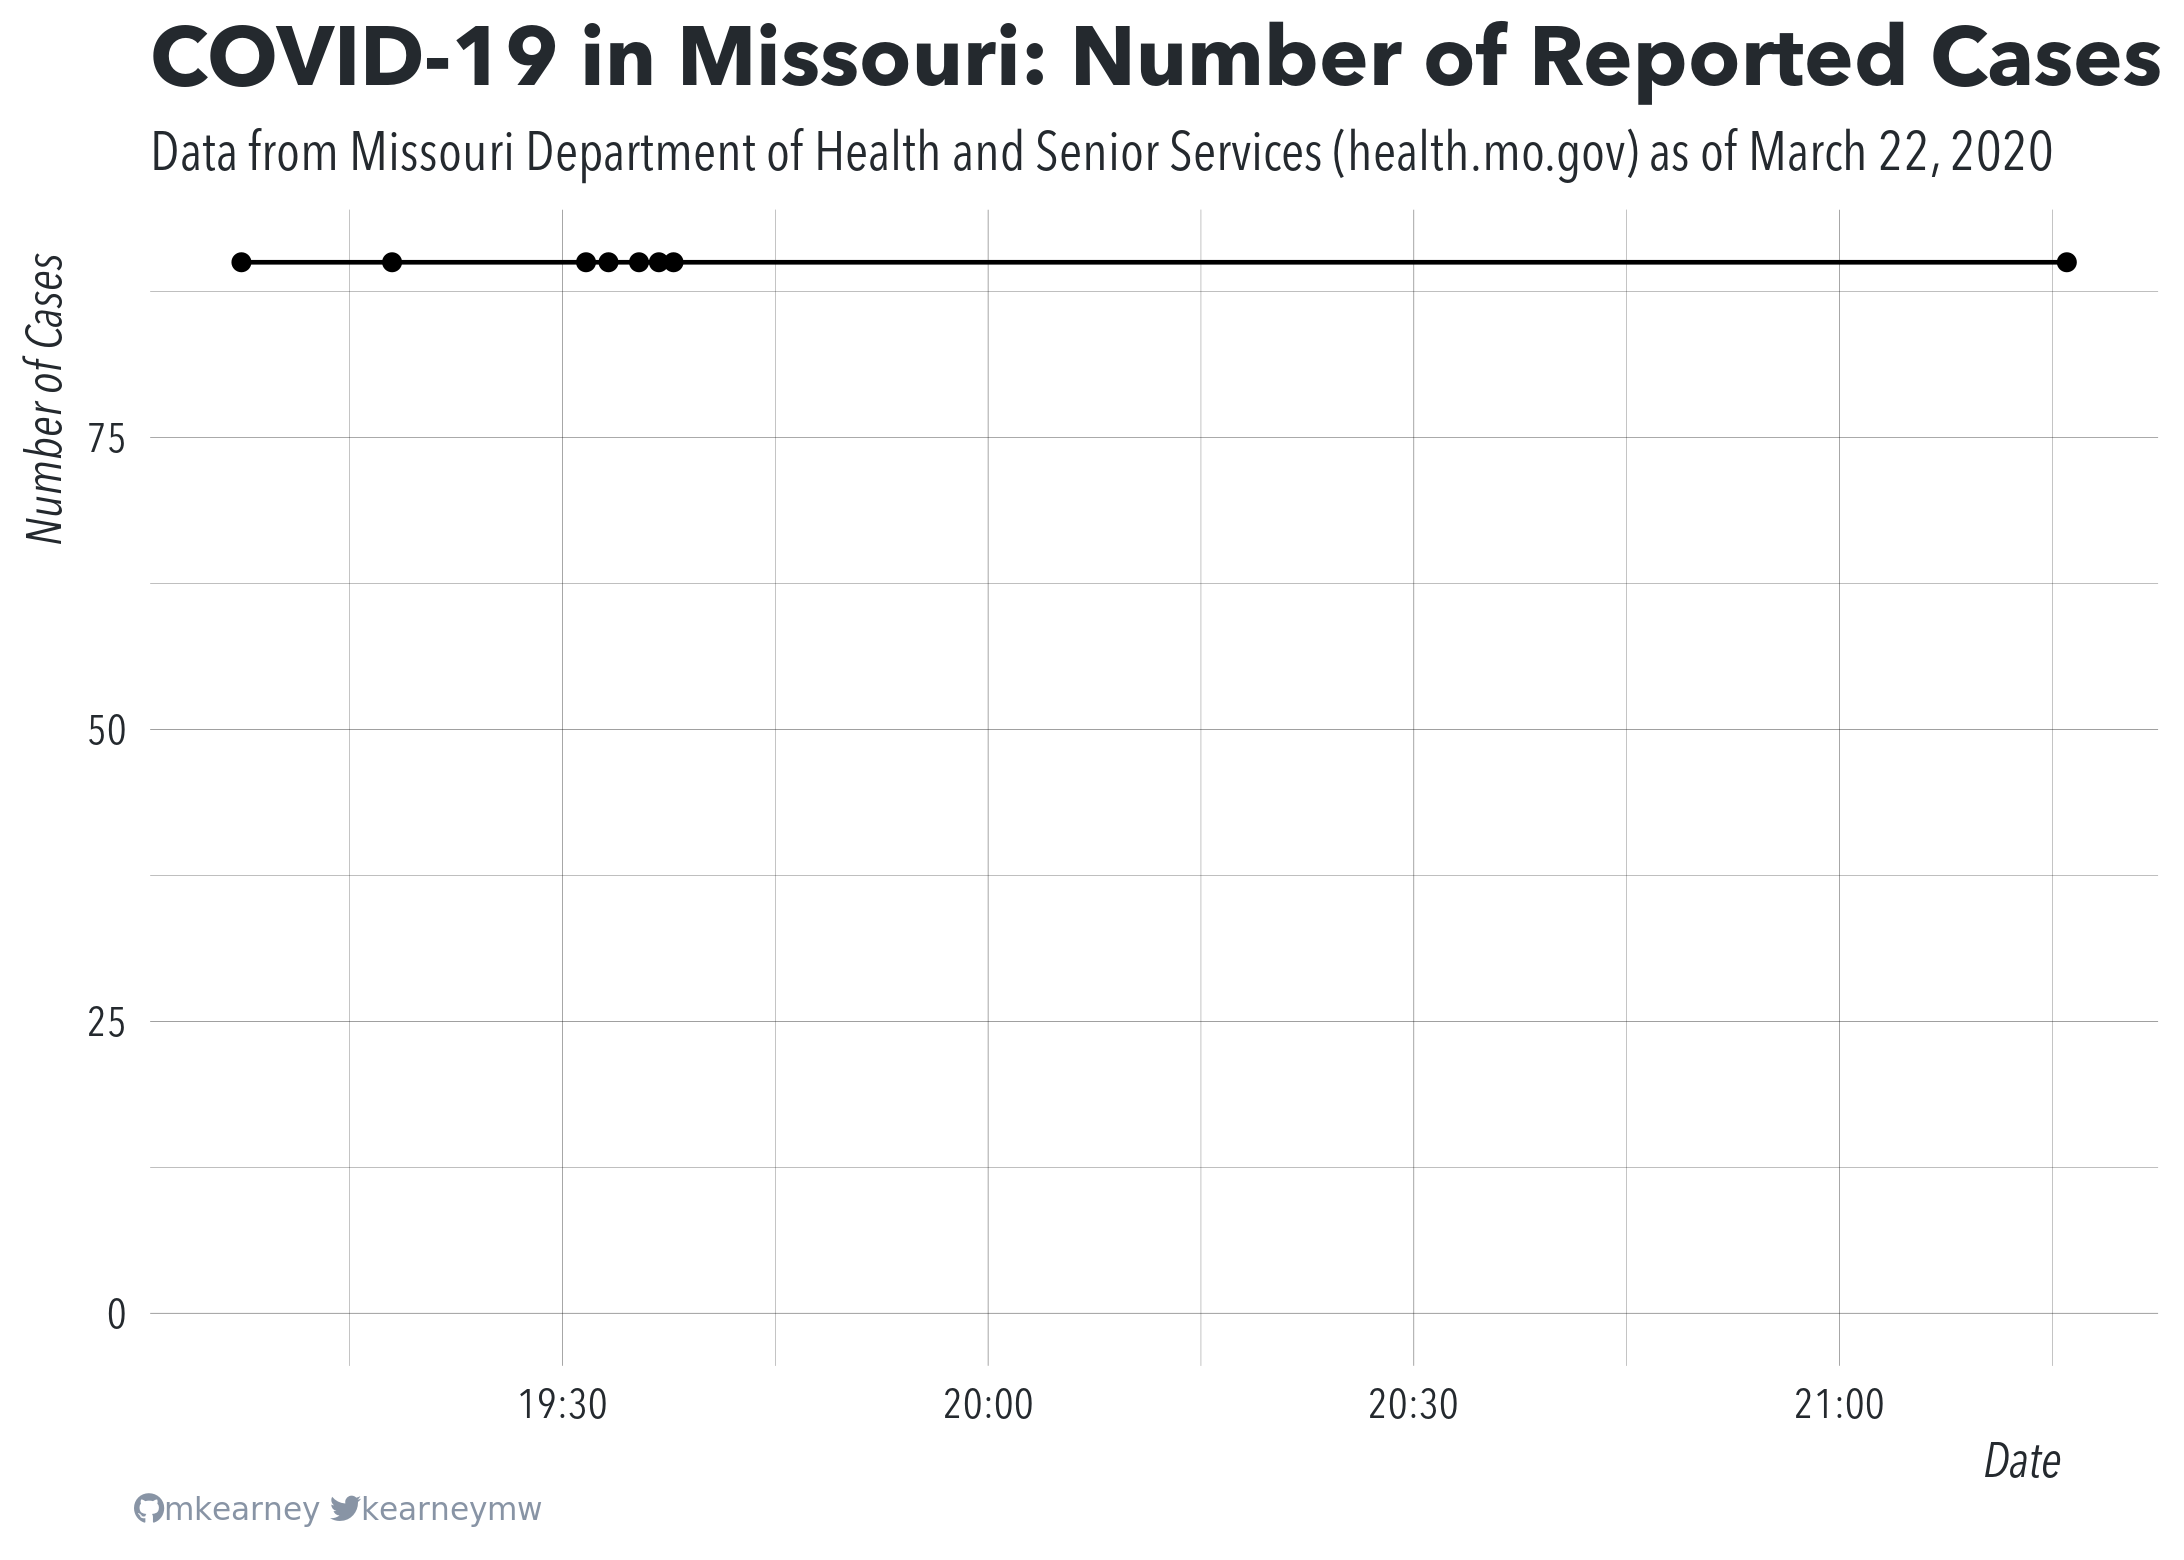 COVID-19 in Missouri: Number of Reported Cases
Data from Missouri Department of Health and Senior Services (health.mo.gov) as of March 22, 2020
Number of Cases
75
50
25
0
19:30 20:00 20:30 21:00
Date
mkearney kearneymw